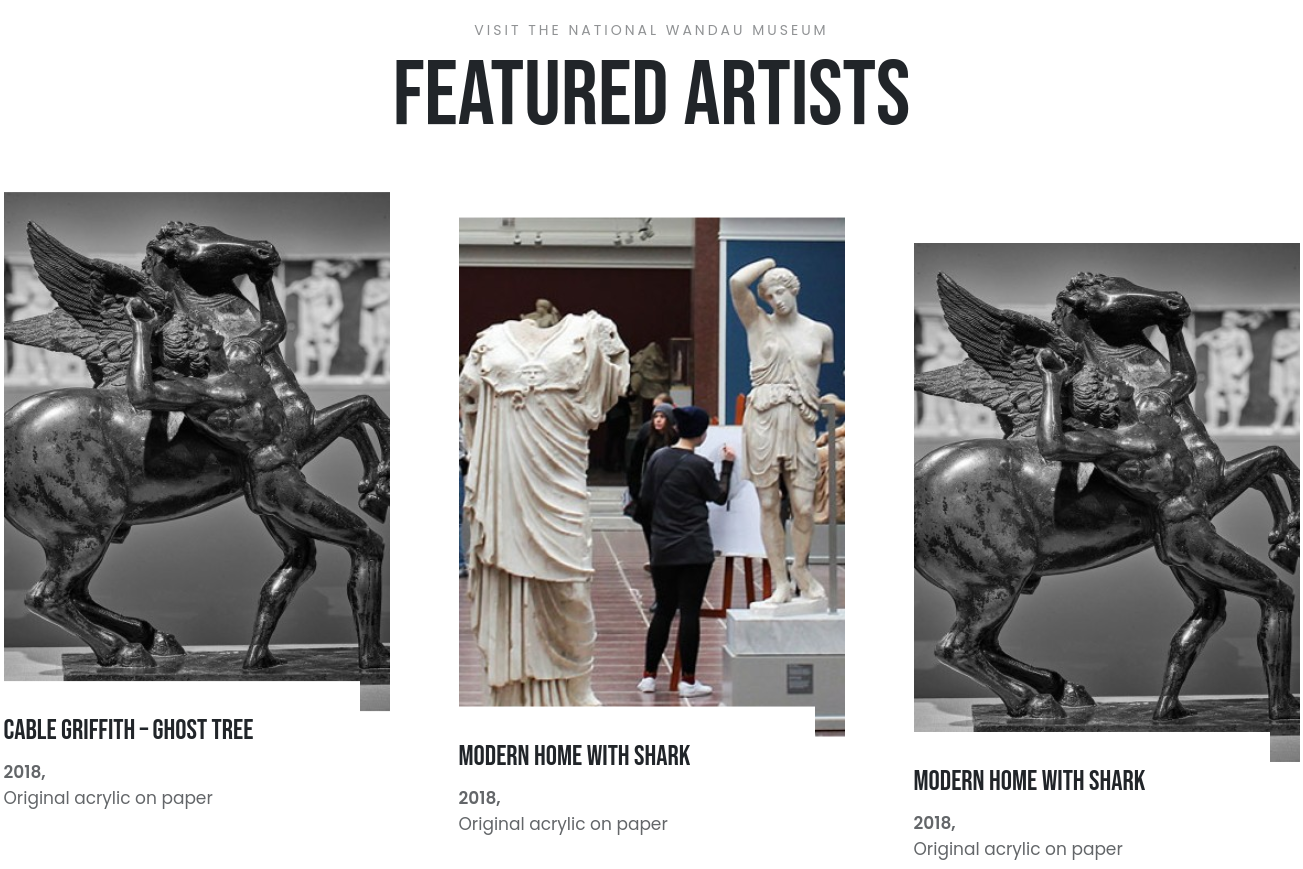 VISIT THE NATIONAL WANDAU MUSEUM
FEATURED ARTISTS
CABLE GRIFFITH – GHOST TREE
2018,
Original acrylic on paper
MODERN HOME WITH SHARK
2018,
Original acrylic on paper
MODERN HOME WITH SHARK
2018,
Original acrylic on paper